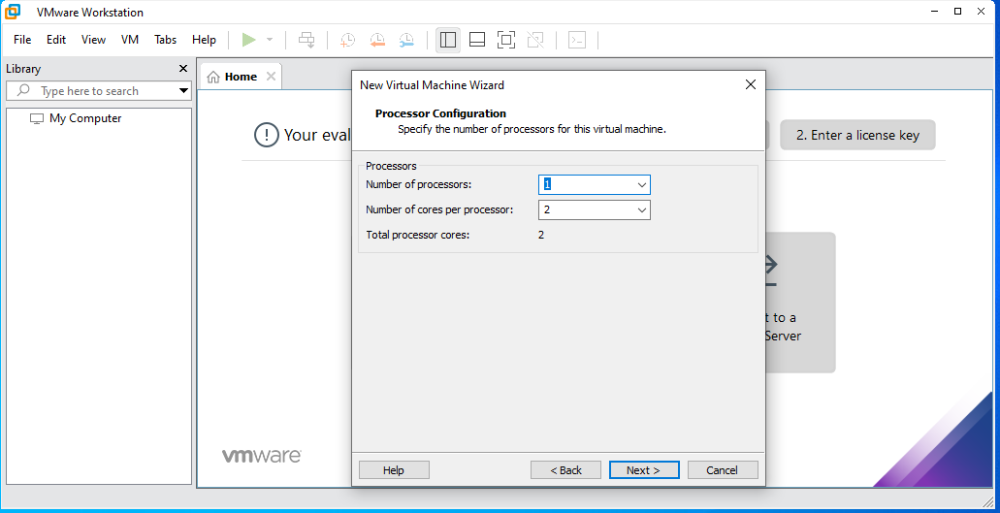 VMware Workstation
File Edit View VM Tabs Help
Library
Type here to search
My Computer
Home
Your eval
2. Enter a license key
t to a
Server
vmware
New Virtual Machine Wizard
Processor Configuration
Specify the number of processors for this virtual machine.
Processors
Number of processors: 1
Number of cores per processor: 2
Total processor cores: 2
Help < Back Next > Cancel